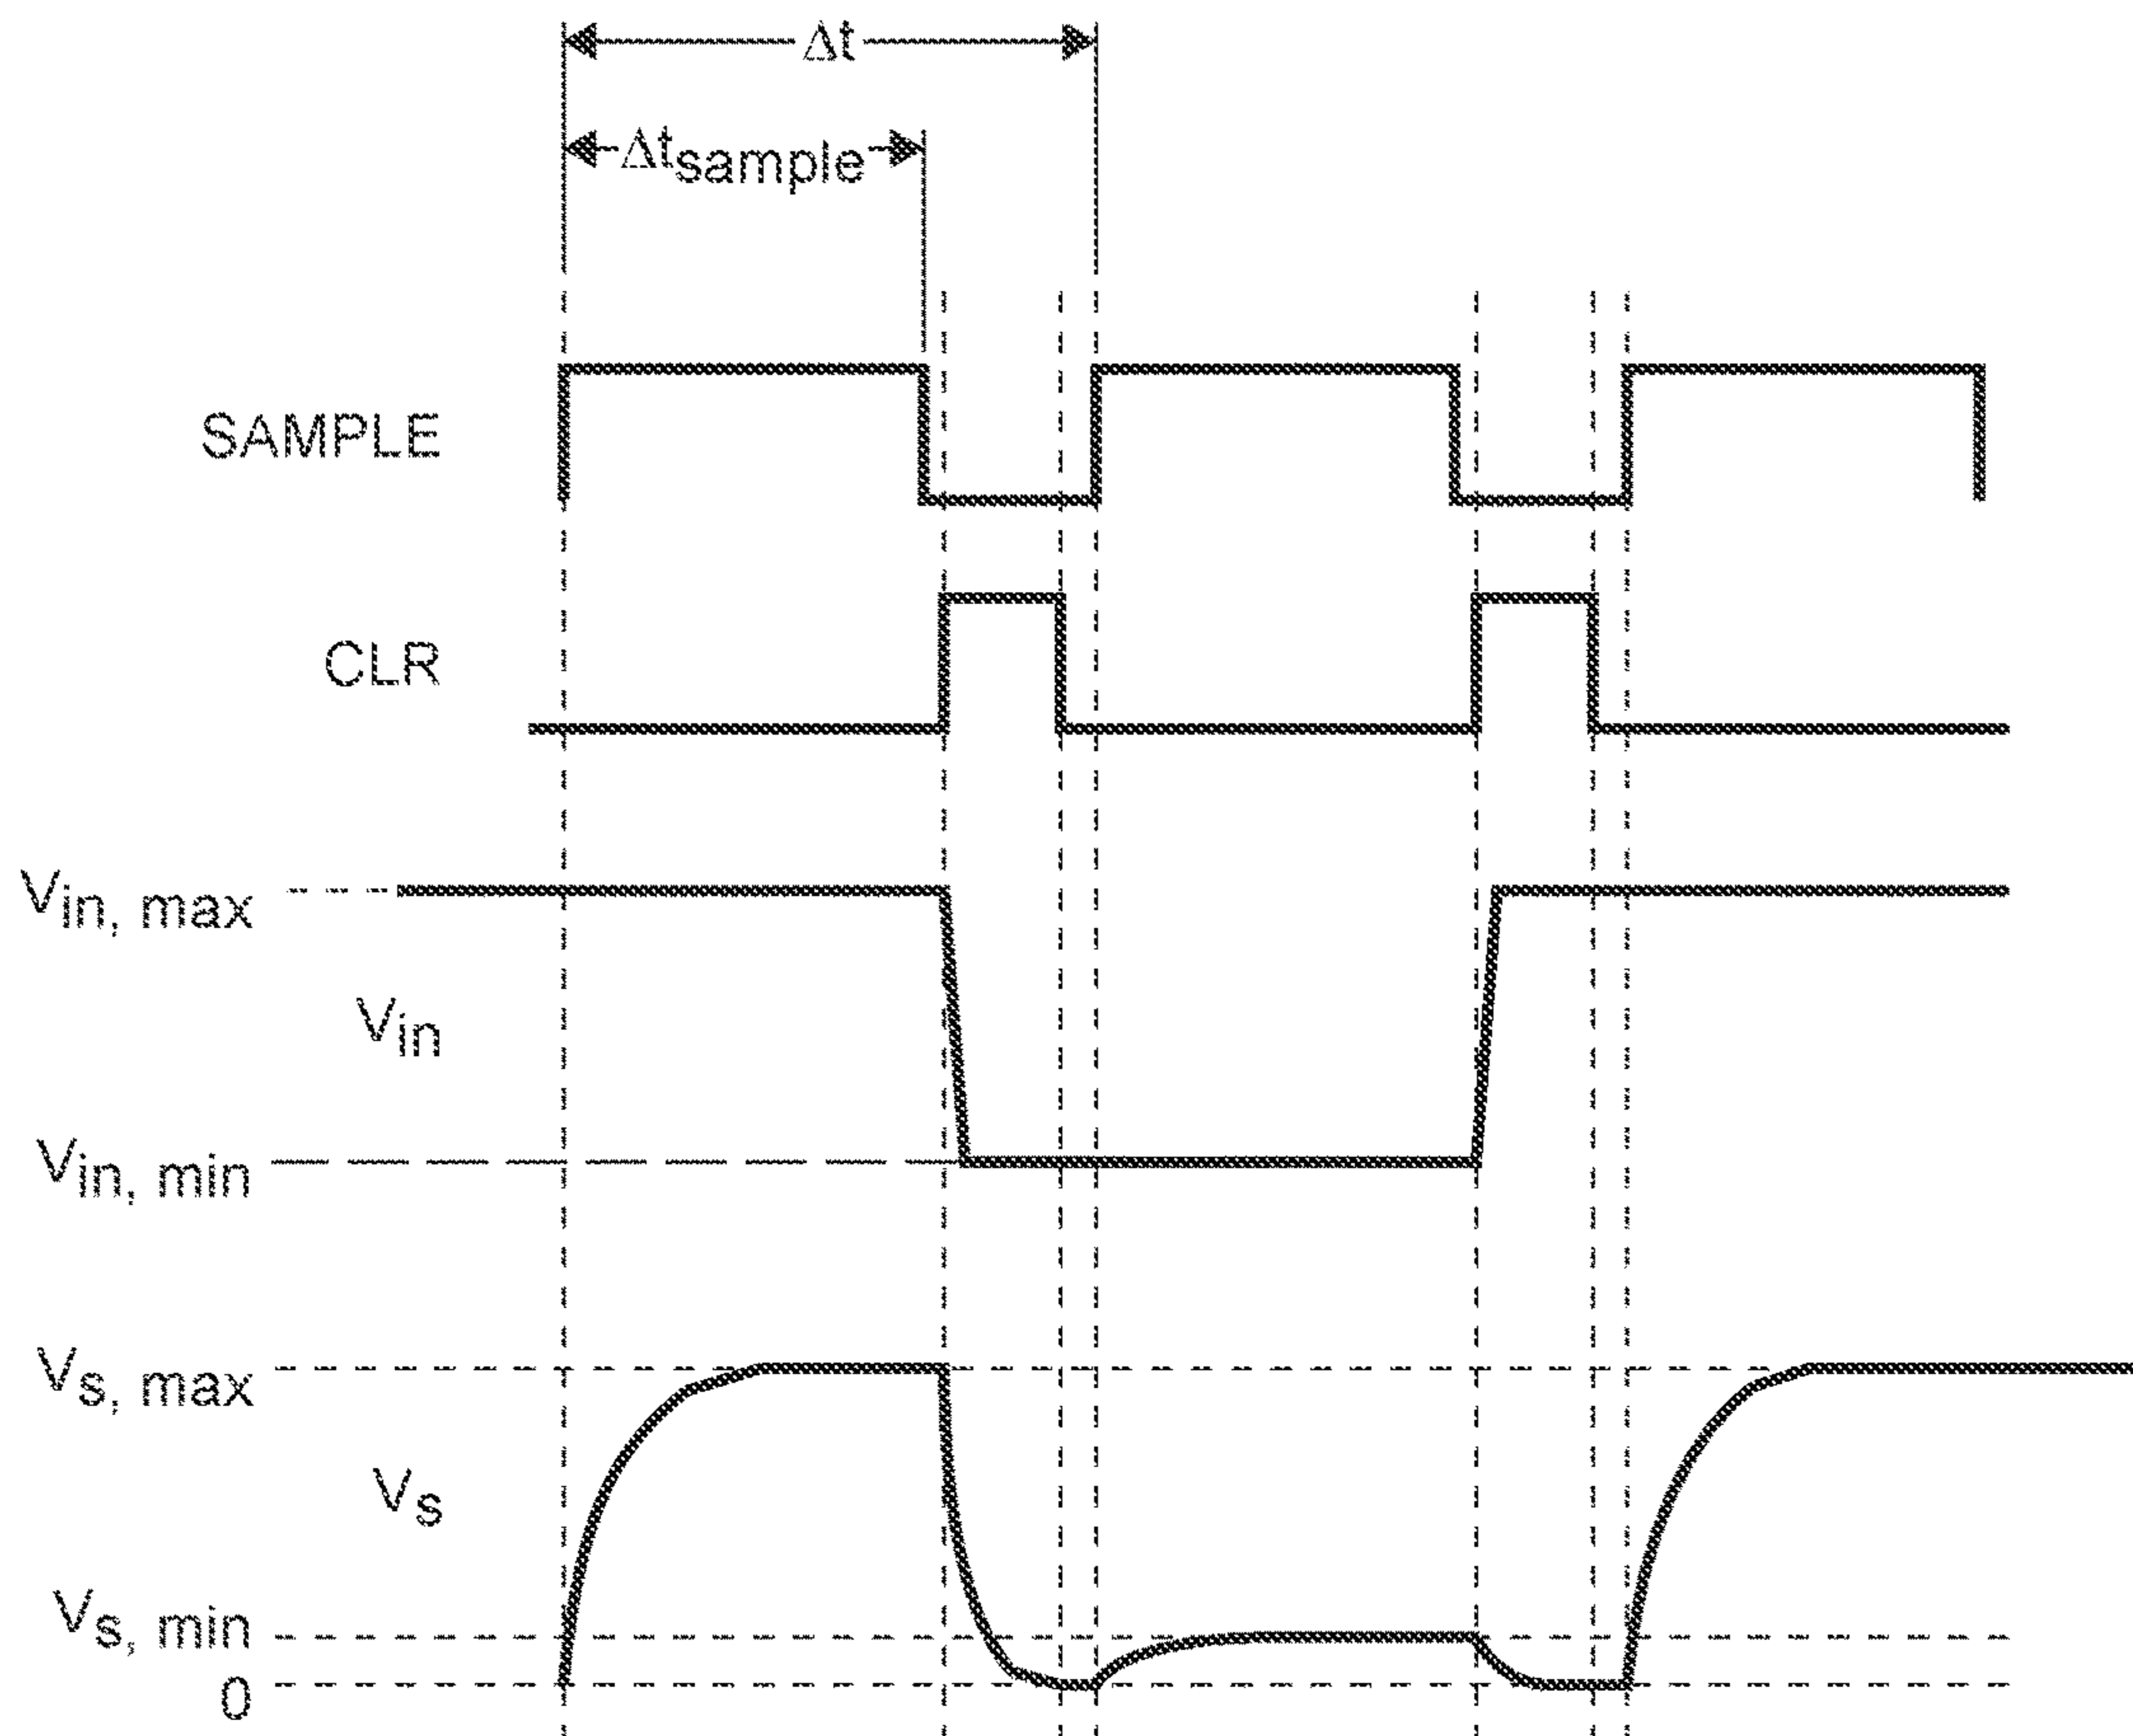 Δt
Δtsample
SAMPLE
CLR
Vin, max
Vin
Vin, min
Vs, max
Vs
Vs, min
0